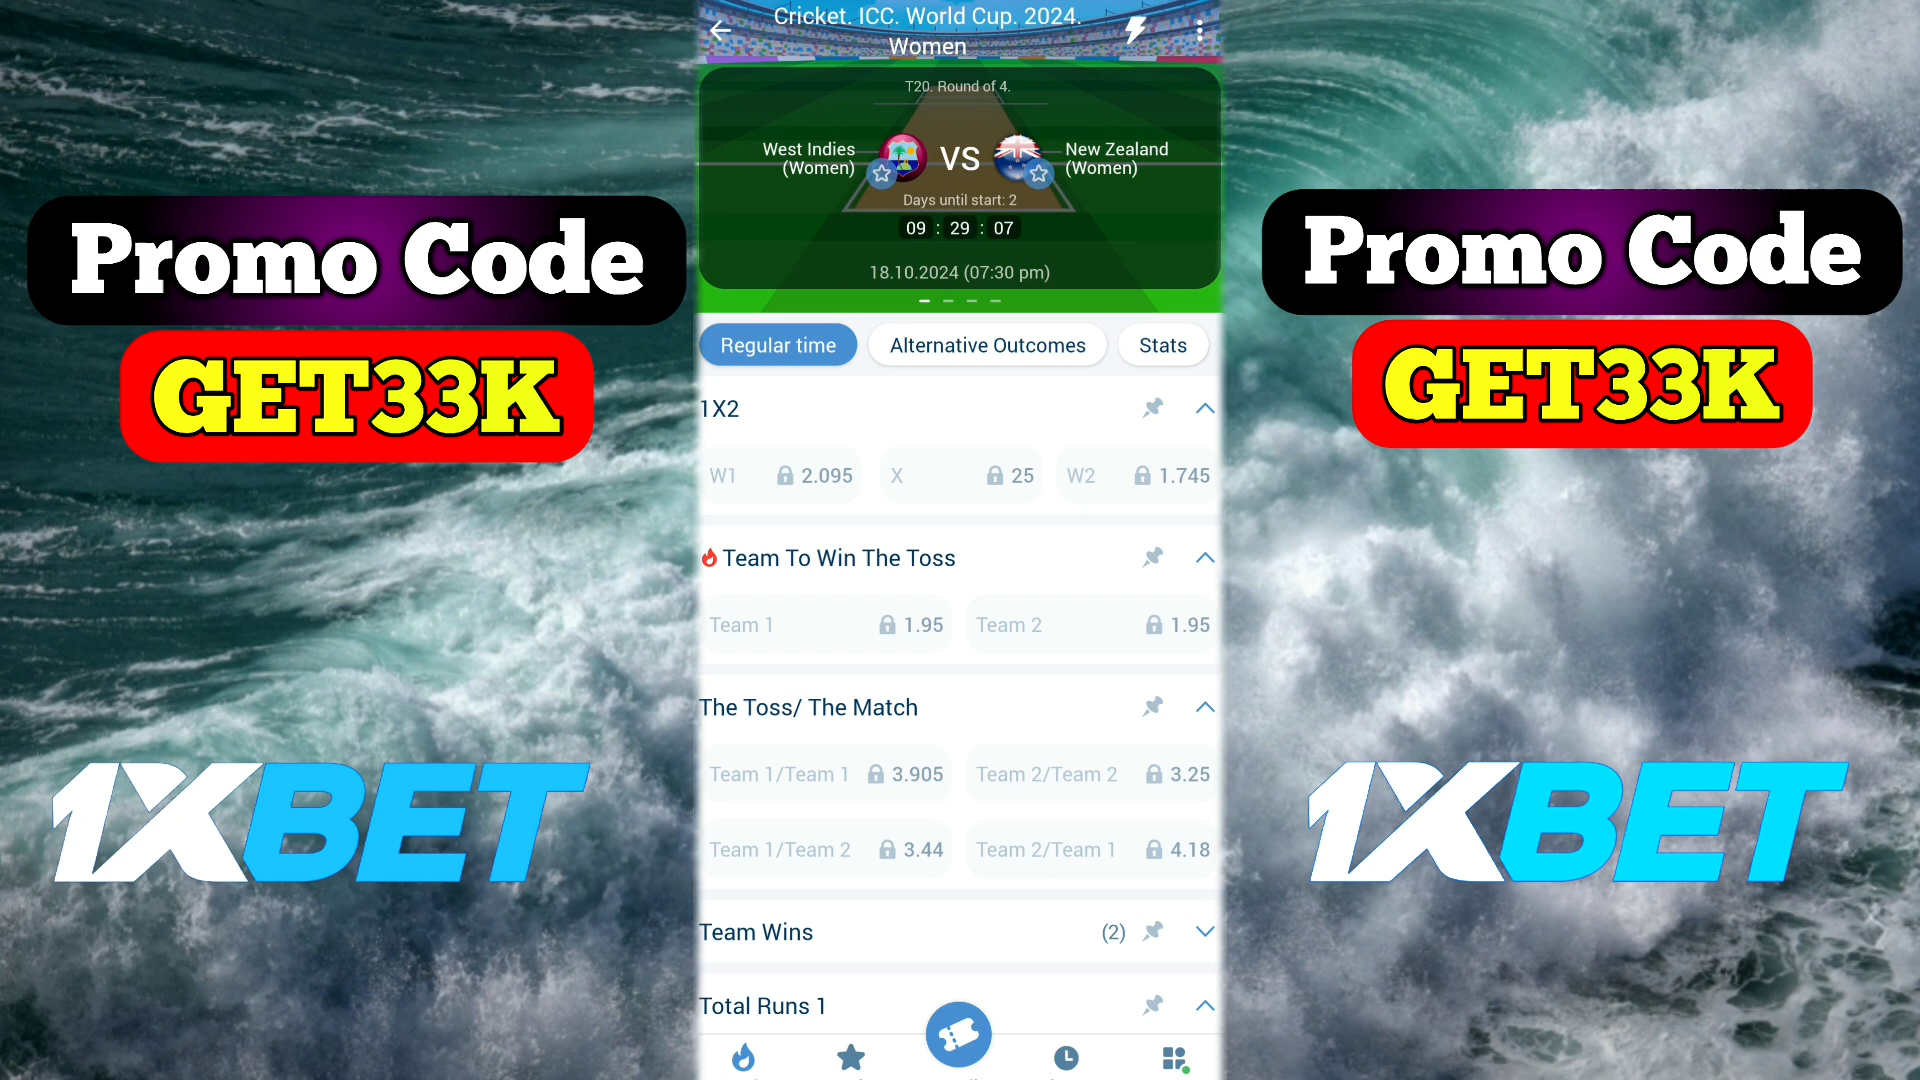 Promo Code
GET33K
1XBET
Cricket. ICC. World Cup. 2024.
Women
T20. Round of 4.
West Indies
(Women)
VS
New Zealand
(Women)
Days until start: 2
09 : 29 : 07
18.10.2024 (07:30 pm)
Regular time
Alternative Outcomes
Stats
1X2
W1 2.095
X 25
W2 1.745
Team To Win The Toss
Team 1 1.95
Team 2 1.95
The Toss/ The Match
Team 1/Team 1 3.905
Team 2/Team 2 3.25
Team 1/Team 2 3.44
Team 2/Team 1 4.18
Team Wins (2)
Total Runs 1
Promo Code
GET33K
1XBET